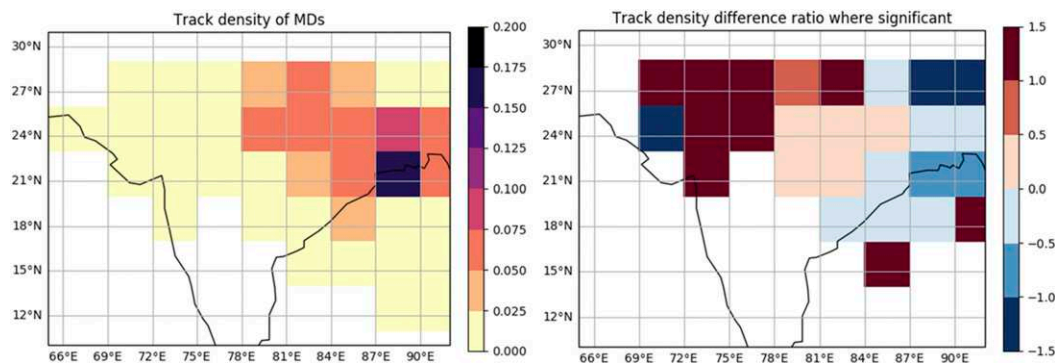 Track density of MDs
30°N
27°N
24°N
21°N
18°N
15°N
12°N
66°E 69°E 72°E 75°E 78°E 81°E 84°E 87°E 90°E
0.200
0.175
0.150
0.125
0.100
0.075
0.050
0.025
0.000
Track density difference ratio where significant
30°N
27°N
24°N
21°N
18°N
15°N
12°N
66°E 69°E 72°E 75°E 78°E 81°E 84°E 87°E 90°E
1.5
1.0
0.5
0.0
−0.5
−1.0
−1.5